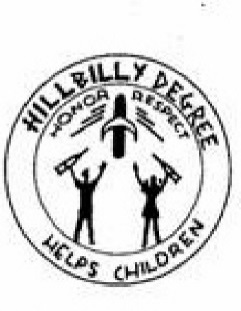 HILLBILLY DEGREE
HONOR RESPECT
HELPS CHILDREN